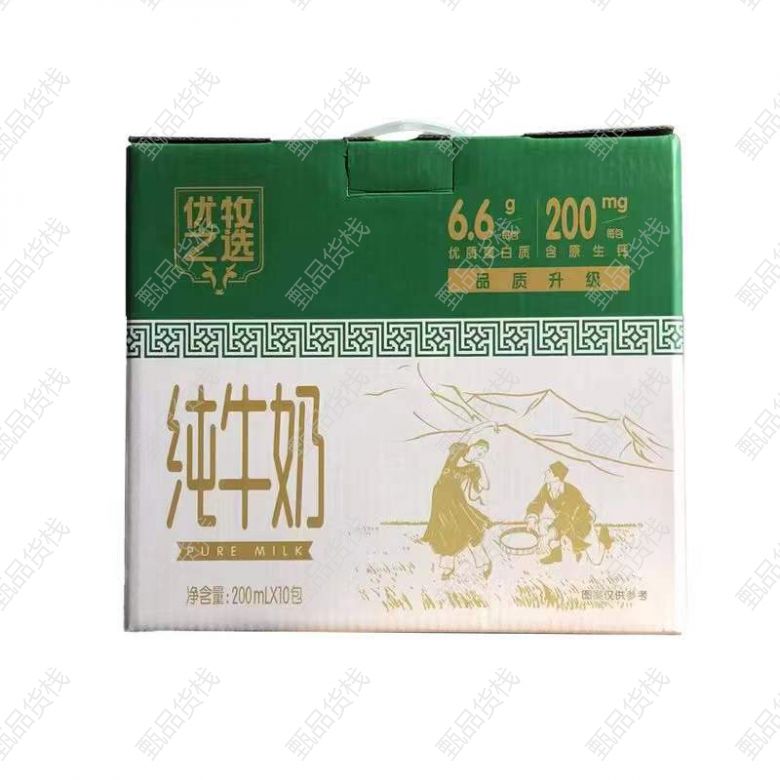 优牧
之选
6.6g 每包
优质蛋白质
200mg 每包
含原生钙
品质升级
纯牛奶
PURE MILK
净含量:200mLX10包
图案仅供参考
甄品货栈